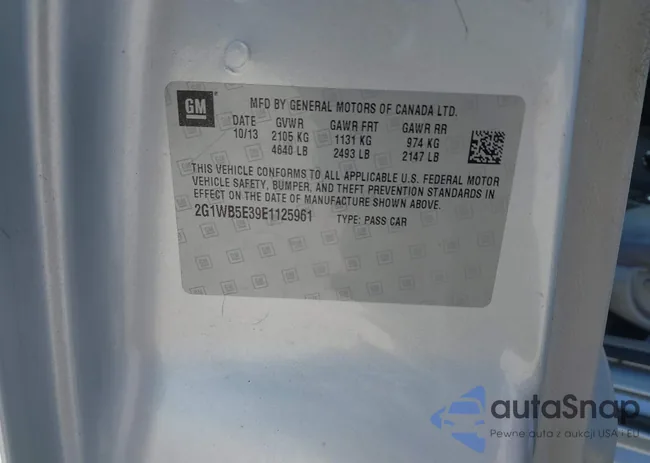 GM
MFD BY GENERAL MOTORS OF CANADA LTD.
DATE GVWR GAWR FRT GAWR RR
10/13 2105 KG 1131 KG 974 KG
4640 LB 2493 LB 2147 LB
THIS VEHICLE CONFORMS TO ALL APPLICABLE U.S. FEDERAL MOTOR
VEHICLE SAFETY, BUMPER, AND THEFT PREVENTION STANDARDS IN
EFFECT ON THE DATE OF MANUFACTURE SHOWN ABOVE.
2G1WB5E39E1125961 TYPE: PASS CAR
autaSnap
Pewne auta z aukcji USA i EU